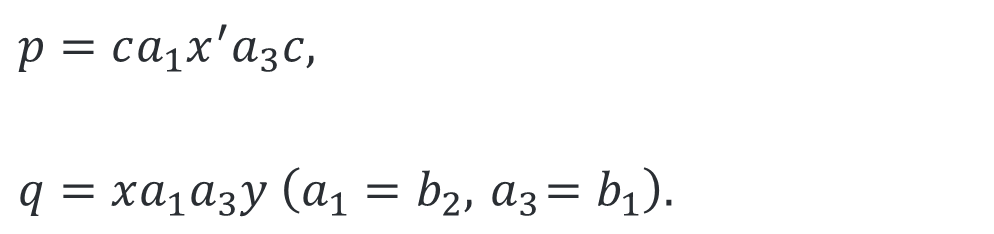 p = ca₁x′a₃c,
q = xa₁a₃y (a₁ = b₂, a₃= b₁).